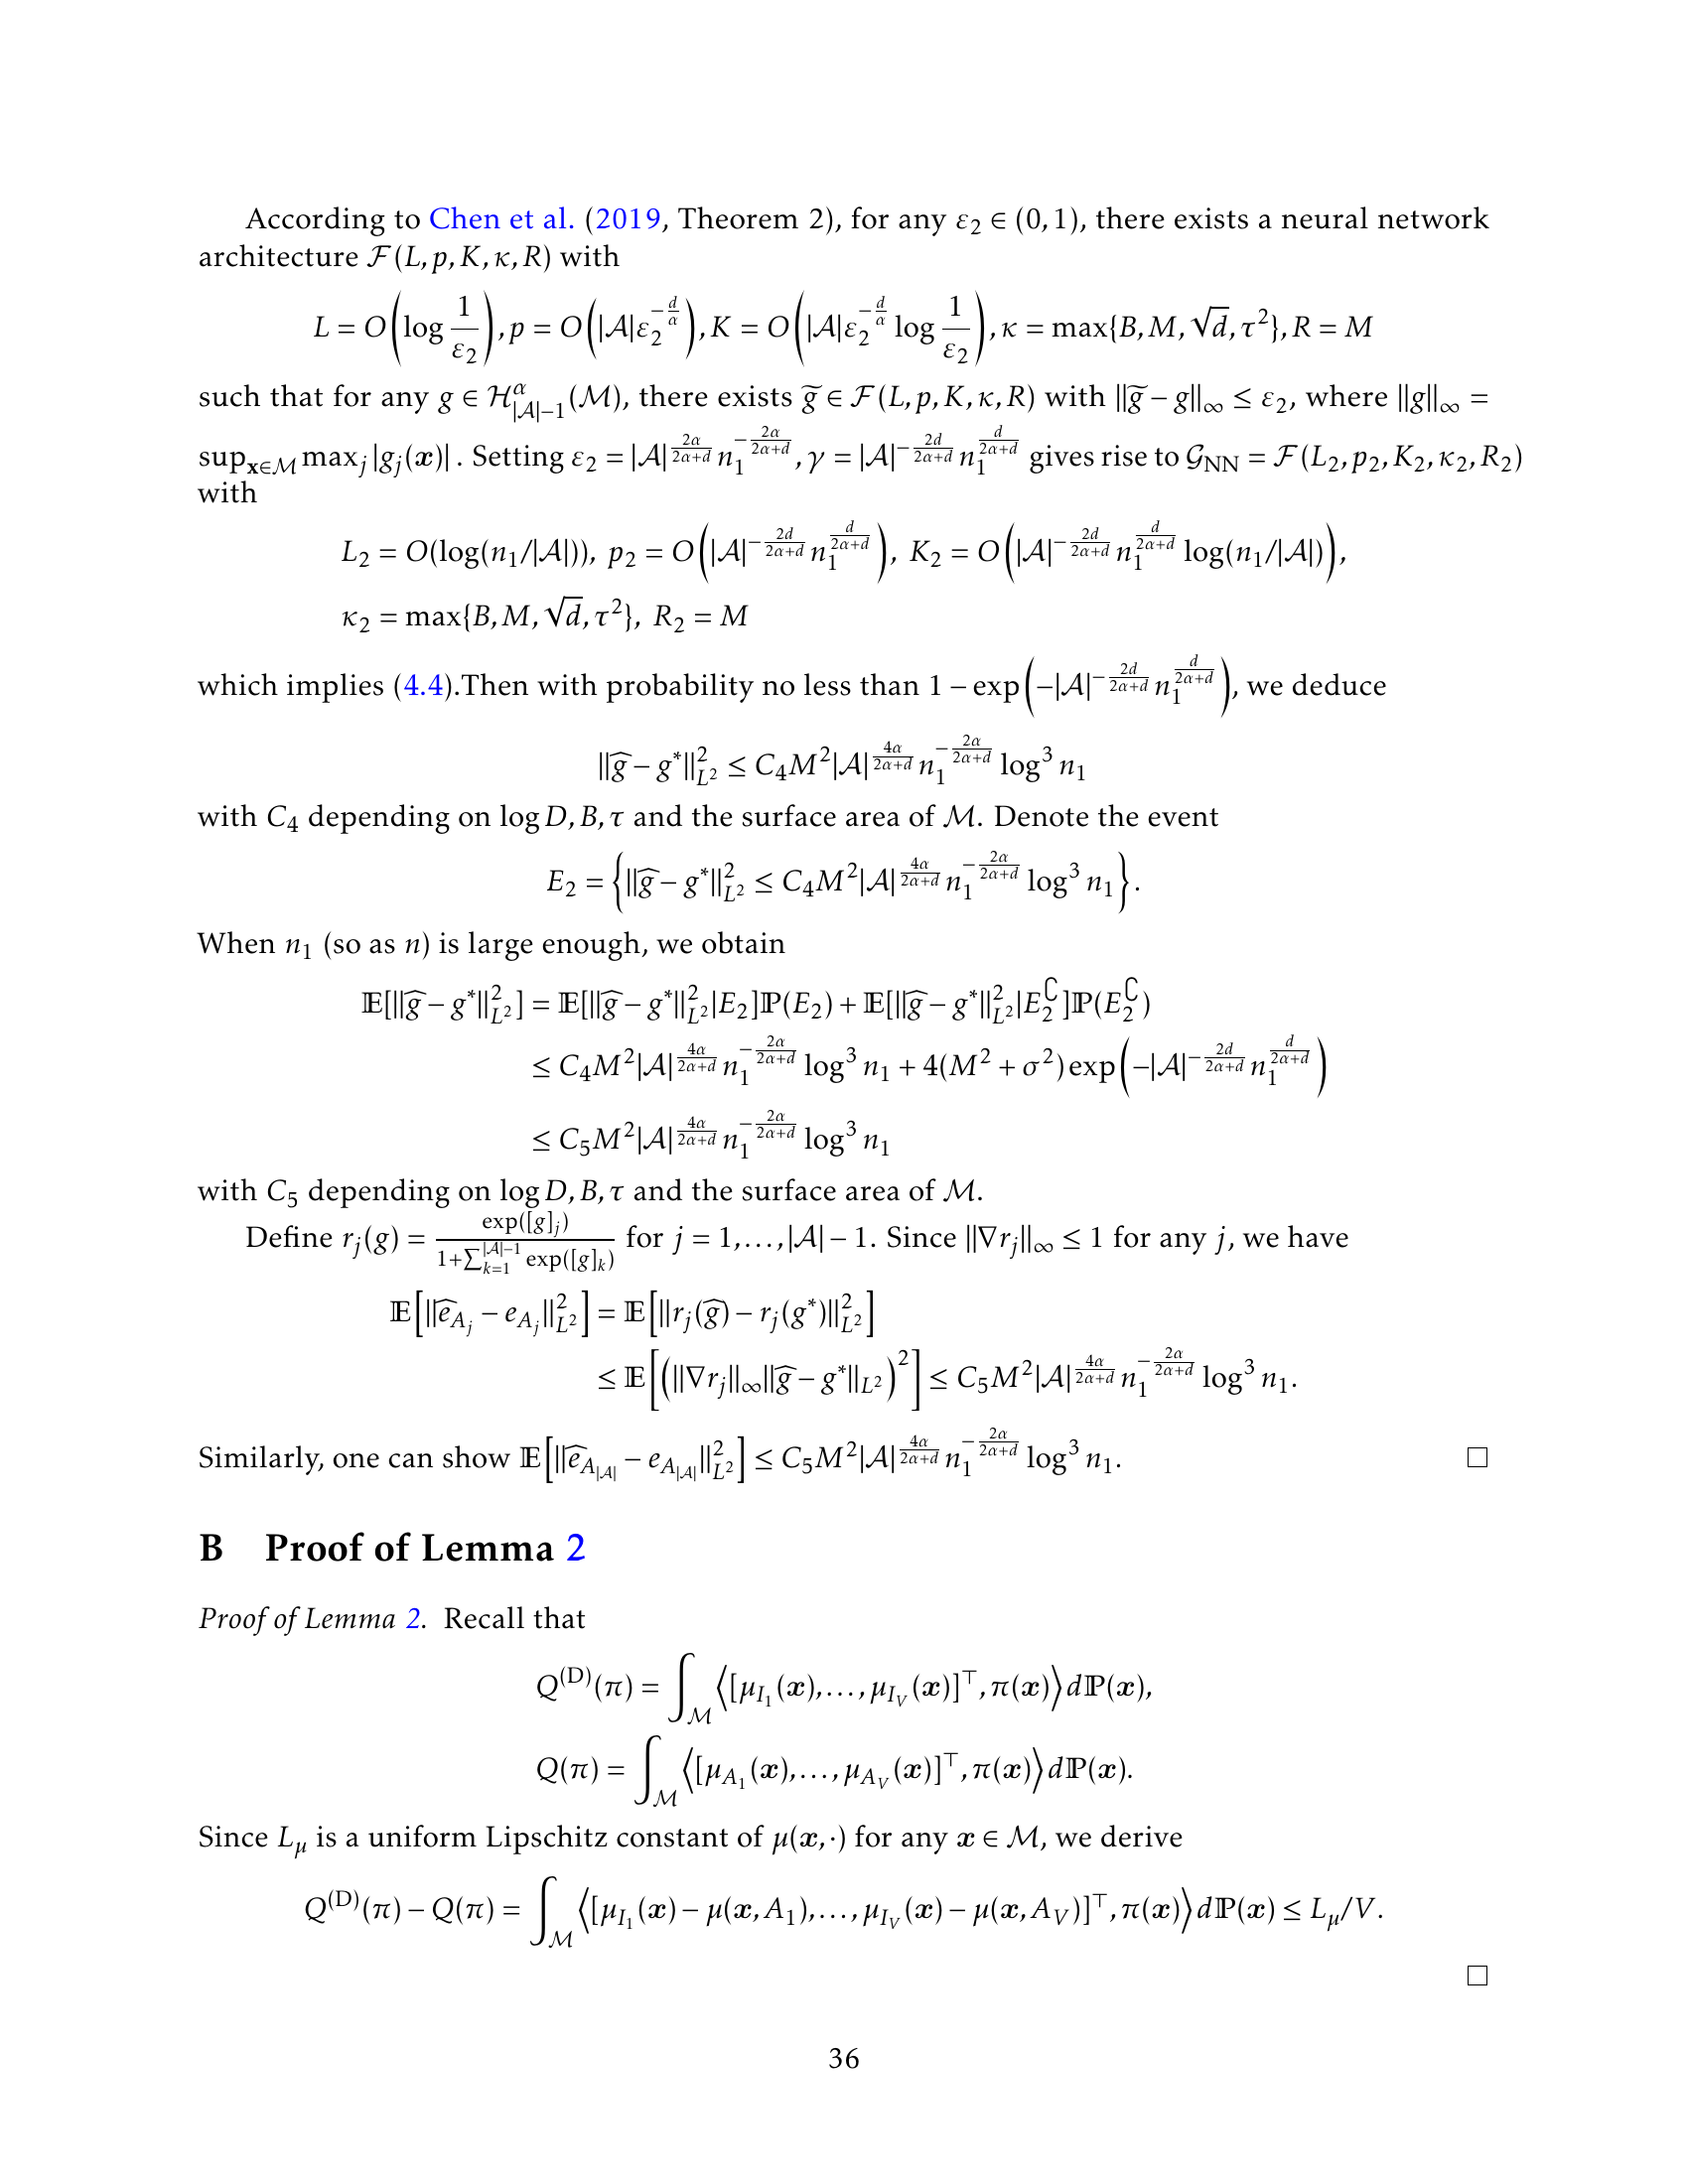 According to Chen et al. (2019, Theorem 2), for any ε₂ ∈ (0,1), there exists a neural network
architecture $\mathcal{F}(L,p,K,\kappa,R)$ with
$L = O\left(\log\frac{1}{\varepsilon_2}\right), p = O\left(|\mathcal{A}|\varepsilon_2^{-\frac{d}{\alpha}}\right), K = O\left(|\mathcal{A}|\varepsilon_2^{-\frac{d}{\alpha}}\log\frac{1}{\varepsilon_2}\right), \kappa = \max\{B,M,\sqrt{d},\tau^2\}, R = M$
such that for any $g \in \mathcal{H}^{\alpha}_{|\mathcal{A}|-1}(\mathcal{M})$, there exists $\widetilde{g} \in \mathcal{F}(L,p,K,\kappa,R)$ with $\|\widetilde{g}-g\|_\infty \le \varepsilon_2$, where $\|g\|_\infty =$
$\sup_{\mathbf{x}\in\mathcal{M}} \max_j |g_j(\boldsymbol{x})|$ . Setting $\varepsilon_2 = |\mathcal{A}|^{\frac{2\alpha}{2\alpha+d}} n_1^{-\frac{2\alpha}{2\alpha+d}}, \gamma = |\mathcal{A}|^{-\frac{2d}{2\alpha+d}} n_1^{\frac{d}{2\alpha+d}}$ gives rise to $\mathcal{G}_{\mathrm{NN}} = \mathcal{F}(L_2,p_2,K_2,\kappa_2,R_2)$
with
$L_2 = O(\log(n_1/|\mathcal{A}|)),\ p_2 = O\left(|\mathcal{A}|^{-\frac{2d}{2\alpha+d}} n_1^{\frac{d}{2\alpha+d}}\right),\ K_2 = O\left(|\mathcal{A}|^{-\frac{2d}{2\alpha+d}} n_1^{\frac{d}{2\alpha+d}} \log(n_1/|\mathcal{A}|)\right),$
$\kappa_2 = \max\{B,M,\sqrt{d},\tau^2\},\ R_2 = M$
which implies (4.4).Then with probability no less than $1 - \exp\left(-|\mathcal{A}|^{-\frac{2d}{2\alpha+d}} n_1^{\frac{d}{2\alpha+d}}\right)$, we deduce
$\|\widehat{g}-g^*\|_{L^2}^2 \le C_4 M^2 |\mathcal{A}|^{\frac{4\alpha}{2\alpha+d}} n_1^{-\frac{2\alpha}{2\alpha+d}} \log^3 n_1$
with $C_4$ depending on $\log D, B, \tau$ and the surface area of $\mathcal{M}$. Denote the event
$E_2 = \left\{\|\widehat{g}-g^*\|_{L^2}^2 \le C_4 M^2 |\mathcal{A}|^{\frac{4\alpha}{2\alpha+d}} n_1^{-\frac{2\alpha}{2\alpha+d}} \log^3 n_1\right\}.$
When $n_1$ (so as $n$) is large enough, we obtain
$\mathbb{E}[\|\widehat{g}-g^*\|_{L^2}^2] = \mathbb{E}[\|\widehat{g}-g^*\|_{L^2}^2|E_2]\mathbb{P}(E_2) + \mathbb{E}[\|\widehat{g}-g^*\|_{L^2}^2|E_2^{\complement}]\mathbb{P}(E_2^{\complement})$
$\le C_4 M^2 |\mathcal{A}|^{\frac{4\alpha}{2\alpha+d}} n_1^{-\frac{2\alpha}{2\alpha+d}} \log^3 n_1 + 4(M^2+\sigma^2)\exp\left(-|\mathcal{A}|^{-\frac{2d}{2\alpha+d}} n_1^{\frac{d}{2\alpha+d}}\right)$
$\le C_5 M^2 |\mathcal{A}|^{\frac{4\alpha}{2\alpha+d}} n_1^{-\frac{2\alpha}{2\alpha+d}} \log^3 n_1$
with $C_5$ depending on $\log D, B, \tau$ and the surface area of $\mathcal{M}$.
Define $r_j(g) = \frac{\exp([g]_j)}{1+\sum_{k=1}^{|\mathcal{A}|-1}\exp([g]_k)}$ for $j = 1,\ldots,|\mathcal{A}|-1$. Since $\|\nabla r_j\|_\infty \le 1$ for any $j$, we have
$\mathbb{E}\left[\|\widehat{e}_{A_j} - e_{A_j}\|_{L^2}^2\right] = \mathbb{E}\left[\|r_j(\widehat{g}) - r_j(g^*)\|_{L^2}^2\right]$
$\le \mathbb{E}\left[\left(\|\nabla r_j\|_\infty \|\widehat{g}-g^*\|_{L^2}\right)^2\right] \le C_5 M^2 |\mathcal{A}|^{\frac{4\alpha}{2\alpha+d}} n_1^{-\frac{2\alpha}{2\alpha+d}} \log^3 n_1.$
Similarly, one can show $\mathbb{E}\left[\|\widehat{e}_{A_{|\mathcal{A}|}} - e_{A_{|\mathcal{A}|}}\|_{L^2}^2\right] \le C_5 M^2 |\mathcal{A}|^{\frac{4\alpha}{2\alpha+d}} n_1^{-\frac{2\alpha}{2\alpha+d}} \log^3 n_1.$ □
B Proof of Lemma 2
Proof of Lemma 2. Recall that
$Q^{(\mathrm{D})}(\pi) = \int_{\mathcal{M}} \left\langle [\mu_{I_1}(\boldsymbol{x}),\ldots,\mu_{I_V}(\boldsymbol{x})]^\top, \pi(\boldsymbol{x})\right\rangle d\mathbb{P}(\boldsymbol{x}),$
$Q(\pi) = \int_{\mathcal{M}} \left\langle [\mu_{A_1}(\boldsymbol{x}),\ldots,\mu_{A_V}(\boldsymbol{x})]^\top, \pi(\boldsymbol{x})\right\rangle d\mathbb{P}(\boldsymbol{x}).$
Since $L_\mu$ is a uniform Lipschitz constant of $\mu(\boldsymbol{x},\cdot)$ for any $\boldsymbol{x} \in \mathcal{M}$, we derive
$Q^{(\mathrm{D})}(\pi) - Q(\pi) = \int_{\mathcal{M}} \left\langle [\mu_{I_1}(\boldsymbol{x}) - \mu(\boldsymbol{x},A_1),\ldots,\mu_{I_V}(\boldsymbol{x}) - \mu(\boldsymbol{x},A_V)]^\top, \pi(\boldsymbol{x})\right\rangle d\mathbb{P}(\boldsymbol{x}) \le L_\mu/V.$
□
36